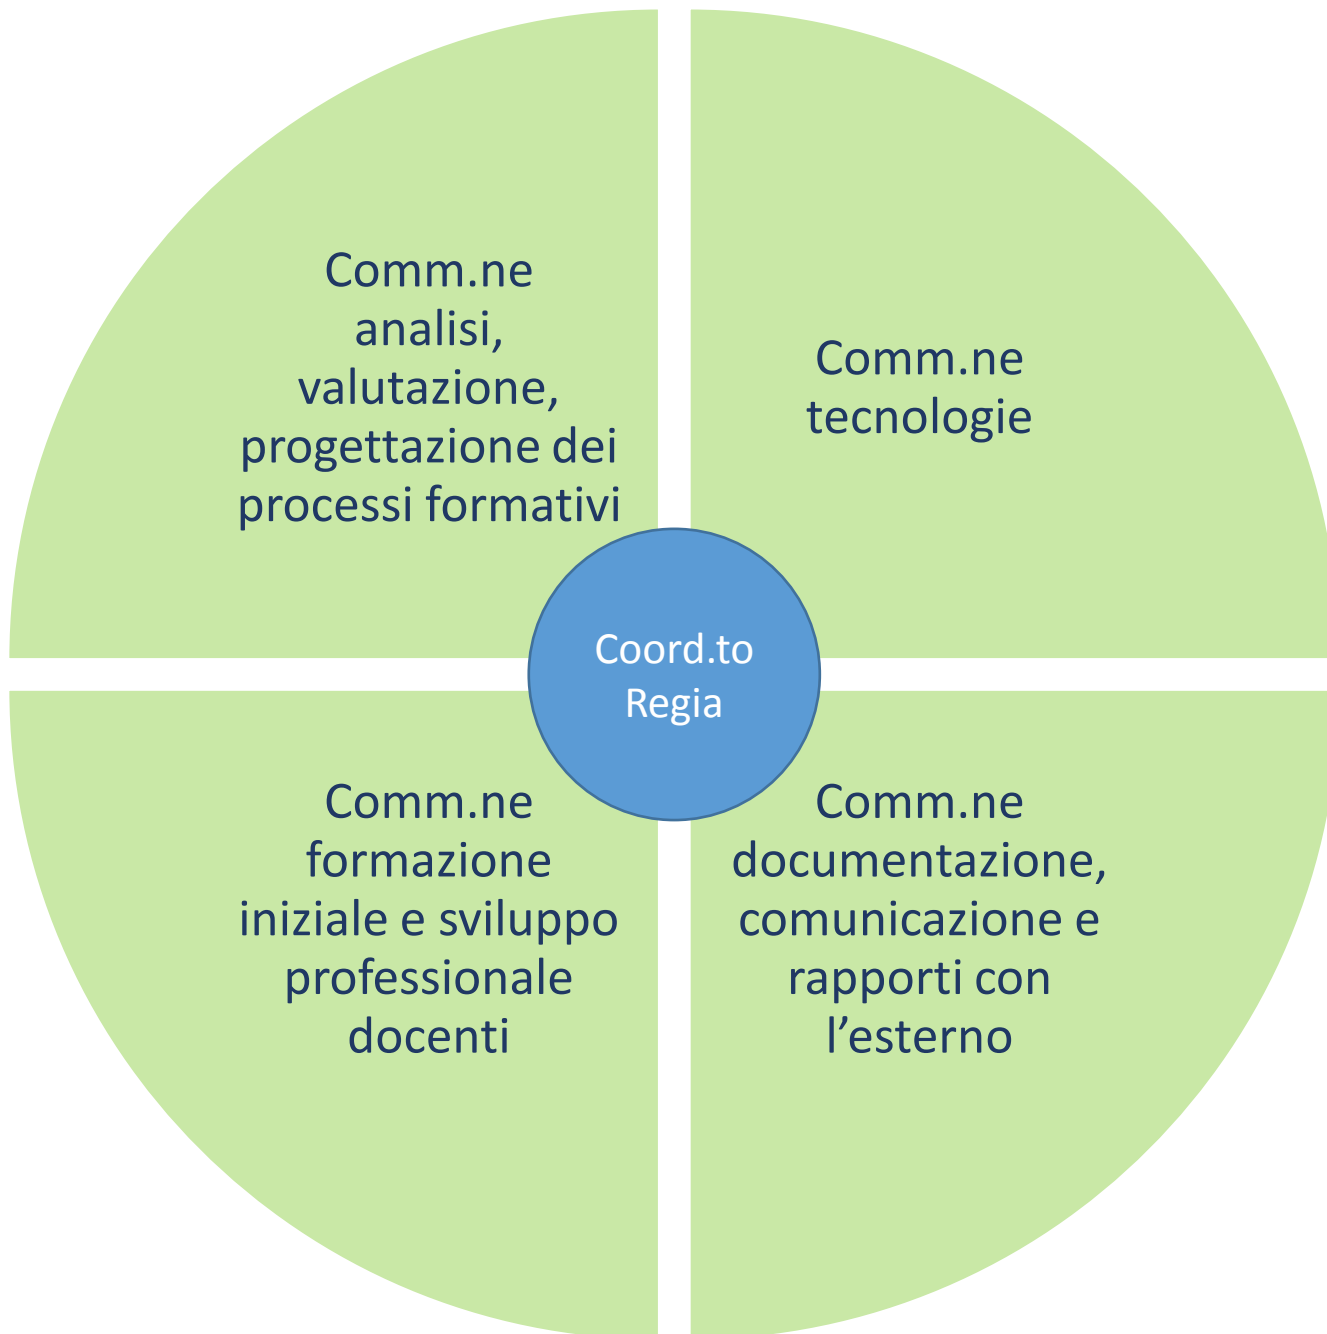 Comm.ne
analisi,
valutazione,
progettazione dei
processi formativi
Comm.ne
tecnologie
Coord.to
Regia
Comm.ne
formazione
iniziale e sviluppo
professionale
docenti
Comm.ne
documentazione,
comunicazione e
rapporti con
l’esterno